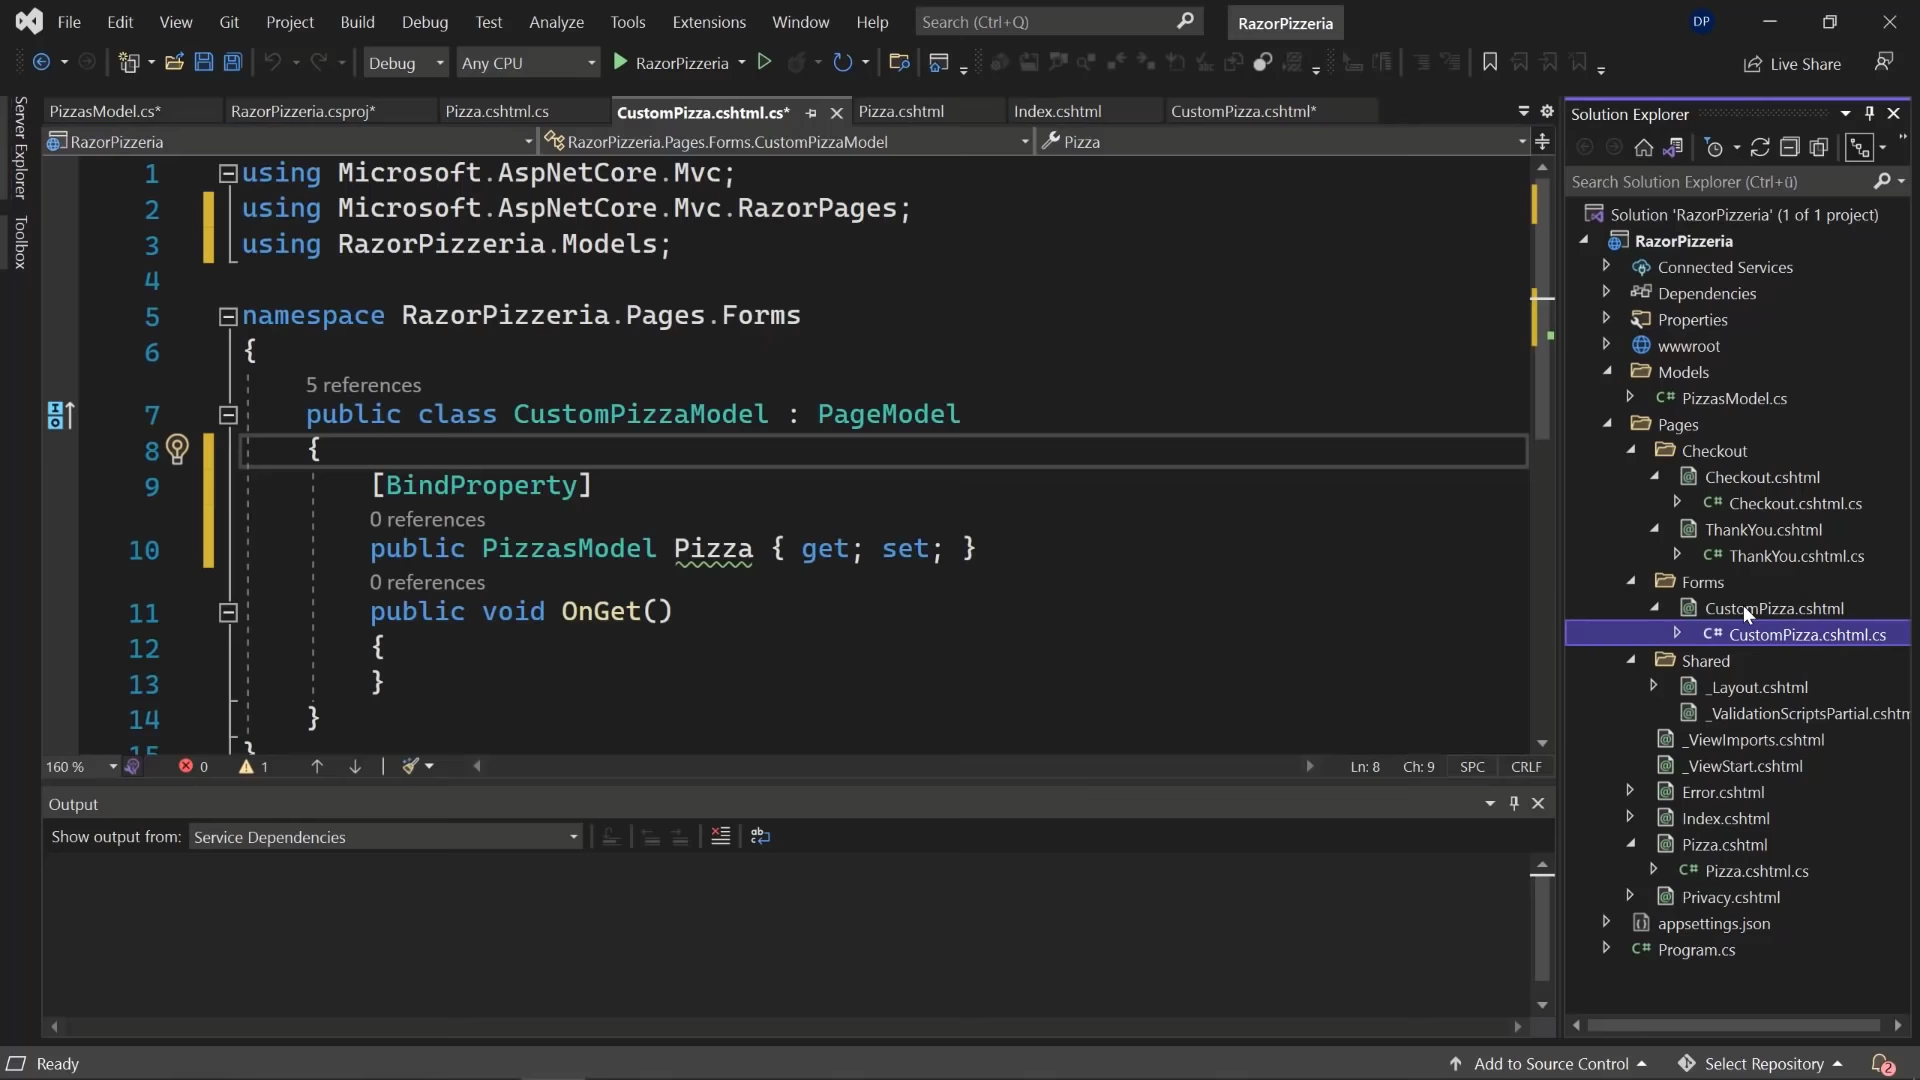 File Edit View Git Project Build Debug Test Analyze Tools Extensions Window Help Search (Ctrl+Q) RazorPizzeria DP
Debug Any CPU RazorPizzeria Live Share
PizzasModel.cs* RazorPizzeria.csproj* Pizza.cshtml.cs CustomPizza.cshtml.cs* Pizza.cshtml Index.cshtml CustomPizza.cshtml*
RazorPizzeria RazorPizzeria.Pages.Forms.CustomPizzaModel Pizza
Server Explorer
Toolbox
1 using Microsoft.AspNetCore.Mvc;
2 using Microsoft.AspNetCore.Mvc.RazorPages;
3 using RazorPizzeria.Models;
4
5 namespace RazorPizzeria.Pages.Forms
6 {
5 references
7 public class CustomPizzaModel : PageModel
8 {
9 [BindProperty]
0 references
10 public PizzasModel Pizza { get; set; }
0 references
11 public void OnGet()
12 {
13 }
14 }
15 }
160 % 0 1 Ln: 8 Ch: 9 SPC CRLF
Output
Show output from: Service Dependencies
Solution Explorer
Search Solution Explorer (Ctrl+ü)
Solution 'RazorPizzeria' (1 of 1 project)
RazorPizzeria
Connected Services
Dependencies
Properties
wwwroot
Models
C# PizzasModel.cs
Pages
Checkout
Checkout.cshtml
C# Checkout.cshtml.cs
ThankYou.cshtml
C# ThankYou.cshtml.cs
Forms
CustomPizza.cshtml
C# CustomPizza.cshtml.cs
Shared
_Layout.cshtml
_ValidationScriptsPartial.cshtm
_ViewImports.cshtml
_ViewStart.cshtml
Error.cshtml
Index.cshtml
Pizza.cshtml
C# Pizza.cshtml.cs
Privacy.cshtml
appsettings.json
C# Program.cs
Ready Add to Source Control Select Repository 2